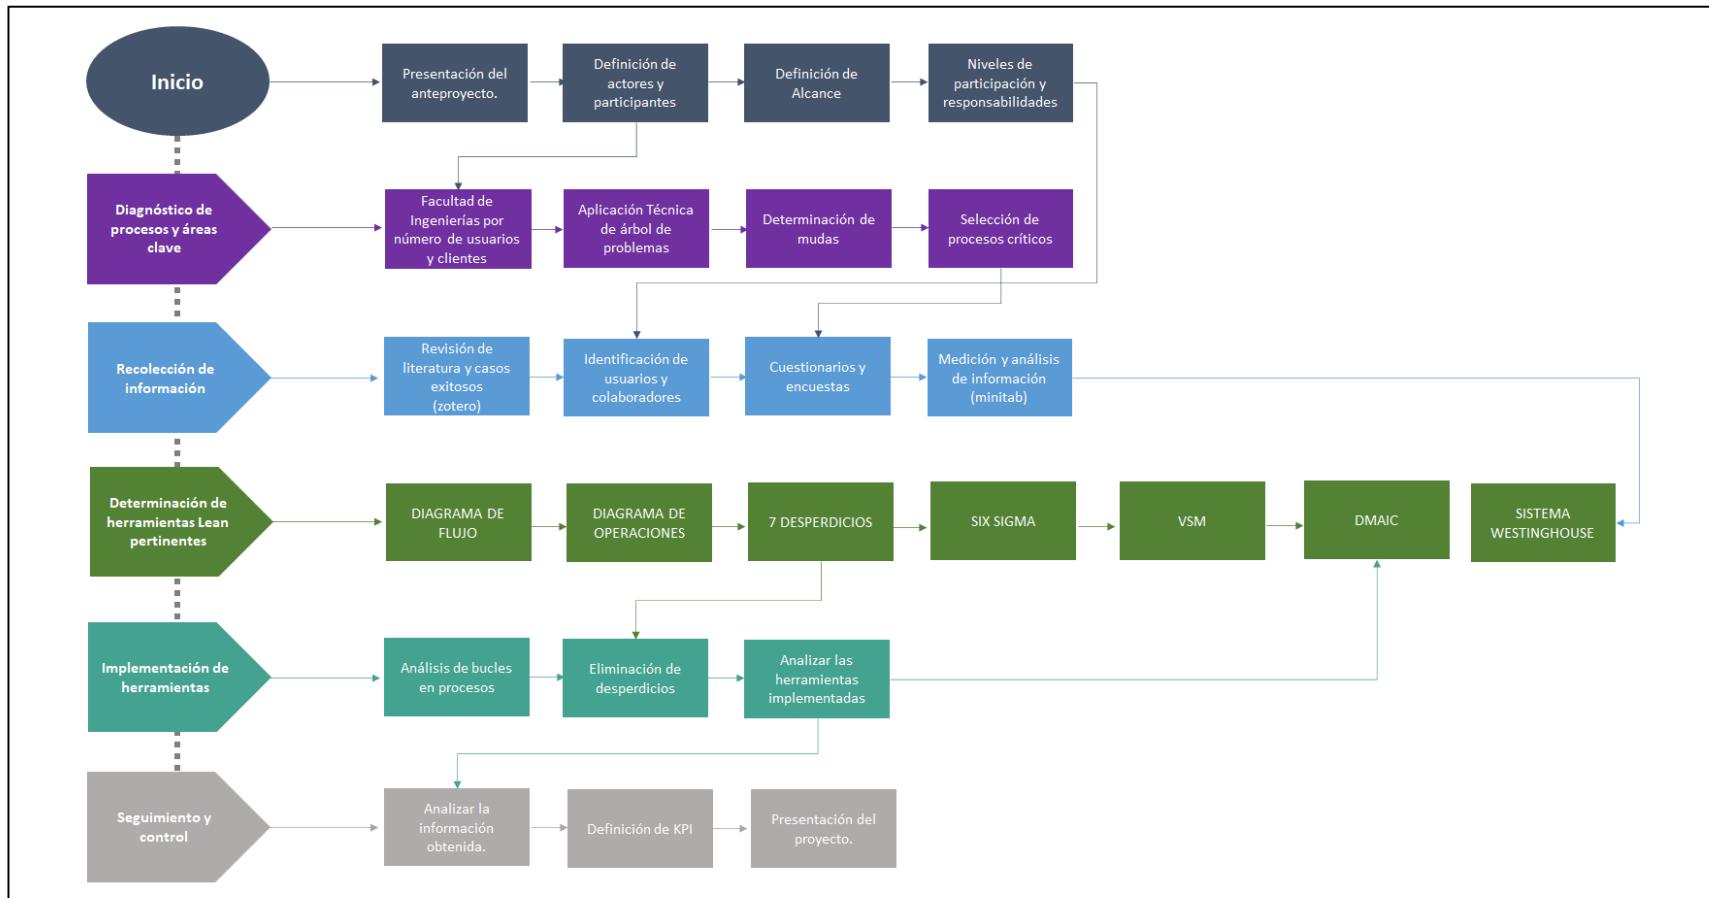 Inicio
Presentación del
anteproyecto.
Definición de
actores y
participantes
Definición de
Alcance
Niveles de
participación y
responsabilidades
Diagnóstico de
procesos y áreas
clave
Facultad de
Ingenierías por
número de usuarios
y clientes
Aplicación Técnica
de árbol de
problemas
Determinación de
mudas
Selección de
procesos críticos
Recolección de
información
Revisión de
literatura y casos
exitosos
(zotero)
Identificación de
usuarios y
colaboradores
Cuestionarios y
encuestas
Medición y análisis
de información
(minitab)
Determinación de
herramientas Lean
pertinentes
DIAGRAMA DE
FLUJO
DIAGRAMA DE
OPERACIONES
7 DESPERDICIOS
SIX SIGMA
VSM
DMAIC
SISTEMA
WESTINGHOUSE
Implementación de
herramientas
Análisis de bucles
en procesos
Eliminación de
desperdicios
Analizar las
herramientas
implementadas
Seguimiento y
control
Analizar la
información
obtenida.
Definición de KPI
Presentación del
proyecto.